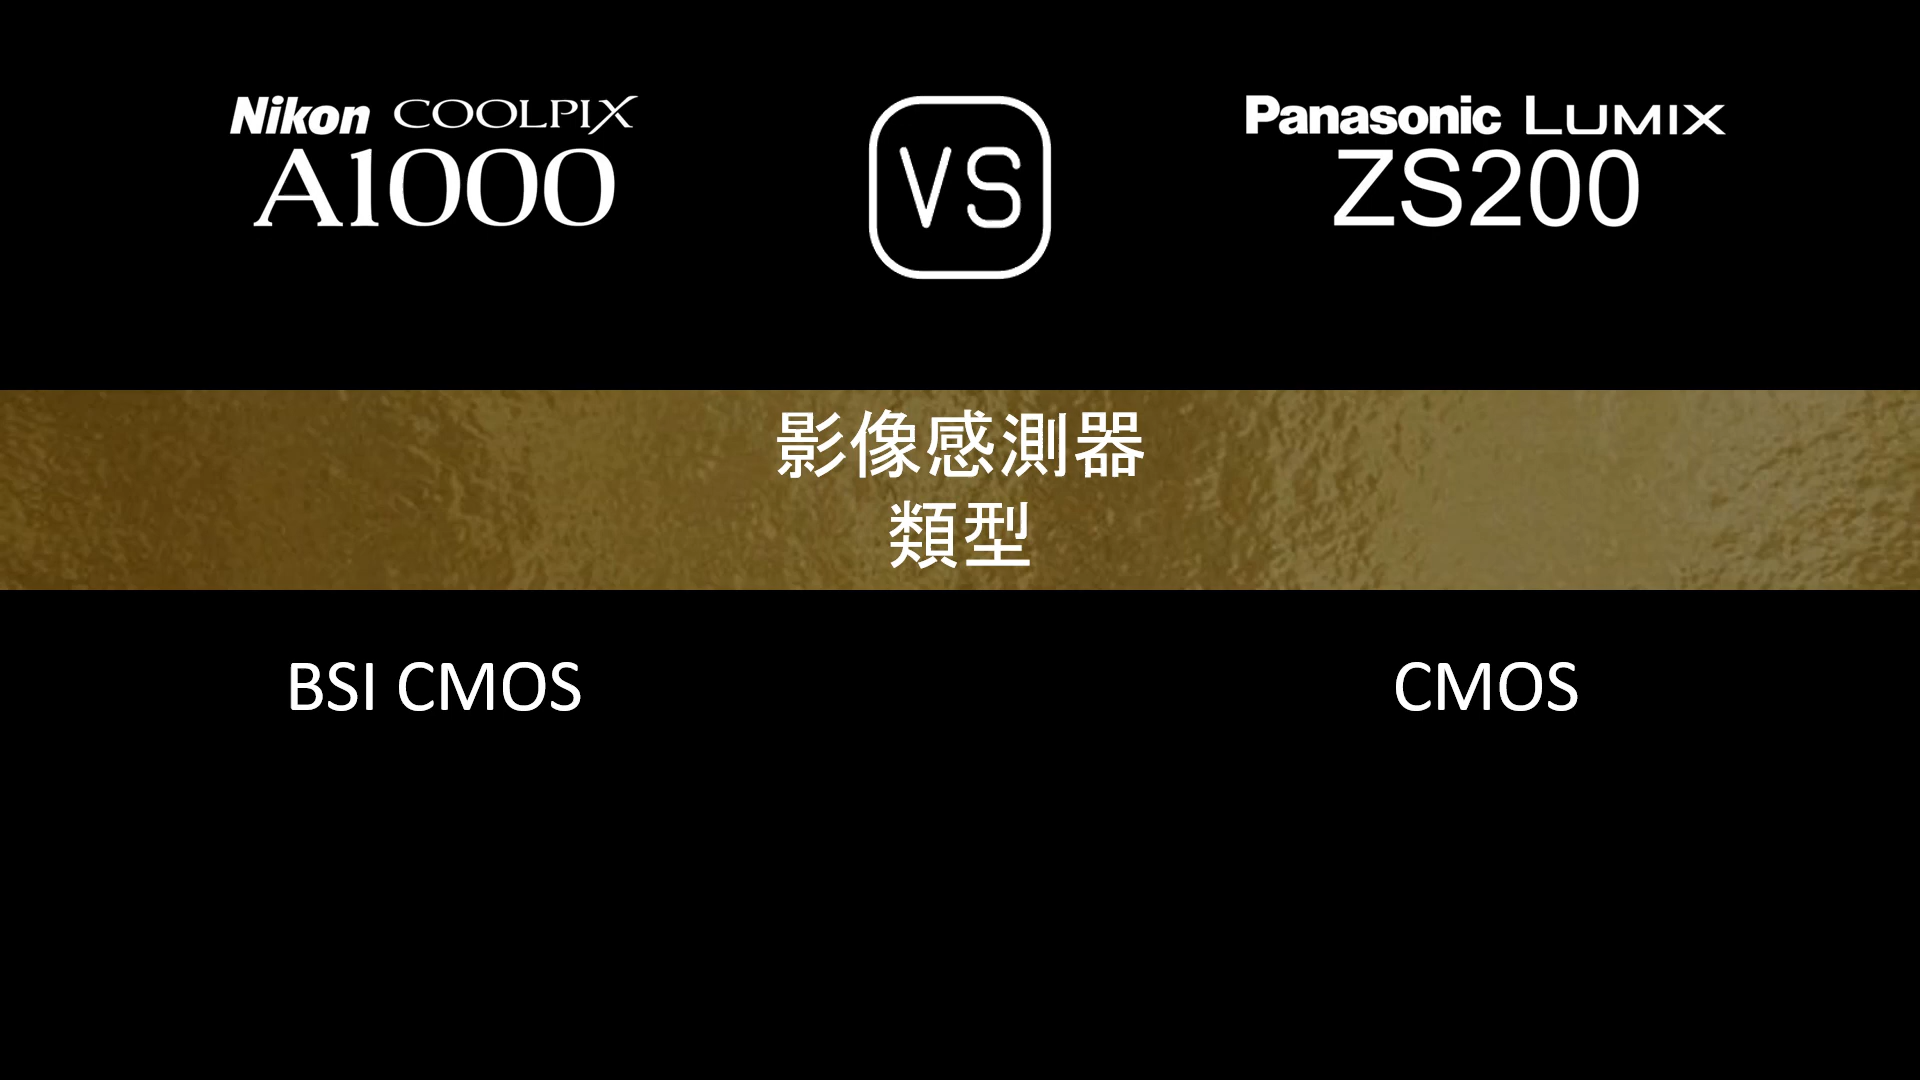 Nikon COOLPIX
A1000
VS
Panasonic LUMIX
ZS200
影像感測器
類型
BSI CMOS
CMOS